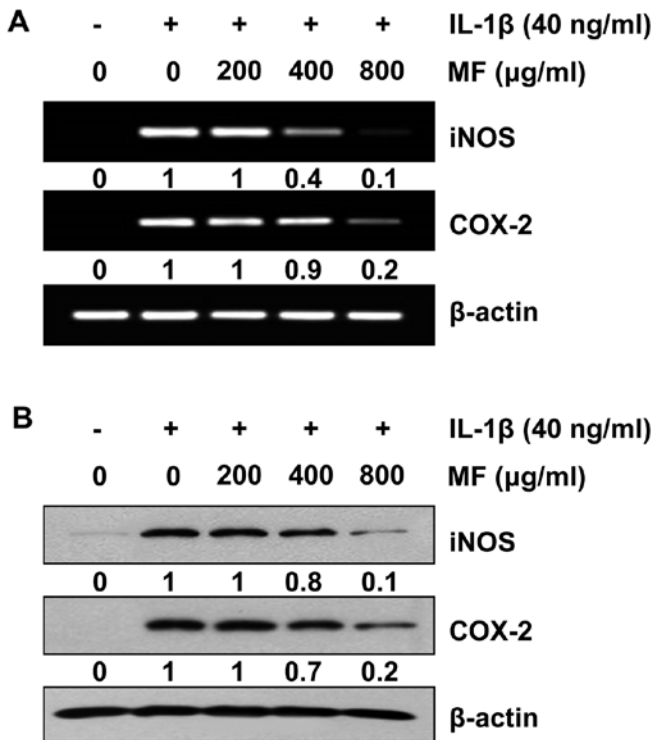 A
- + + + + IL-1β (40 ng/ml)
0 0 200 400 800 MF (µg/ml)
iNOS
0 1 1 0.4 0.1
COX-2
0 1 1 0.9 0.2
β-actin
B
- + + + + IL-1β (40 ng/ml)
0 0 200 400 800 MF (µg/ml)
iNOS
0 1 1 0.8 0.1
COX-2
0 1 1 0.7 0.2
β-actin